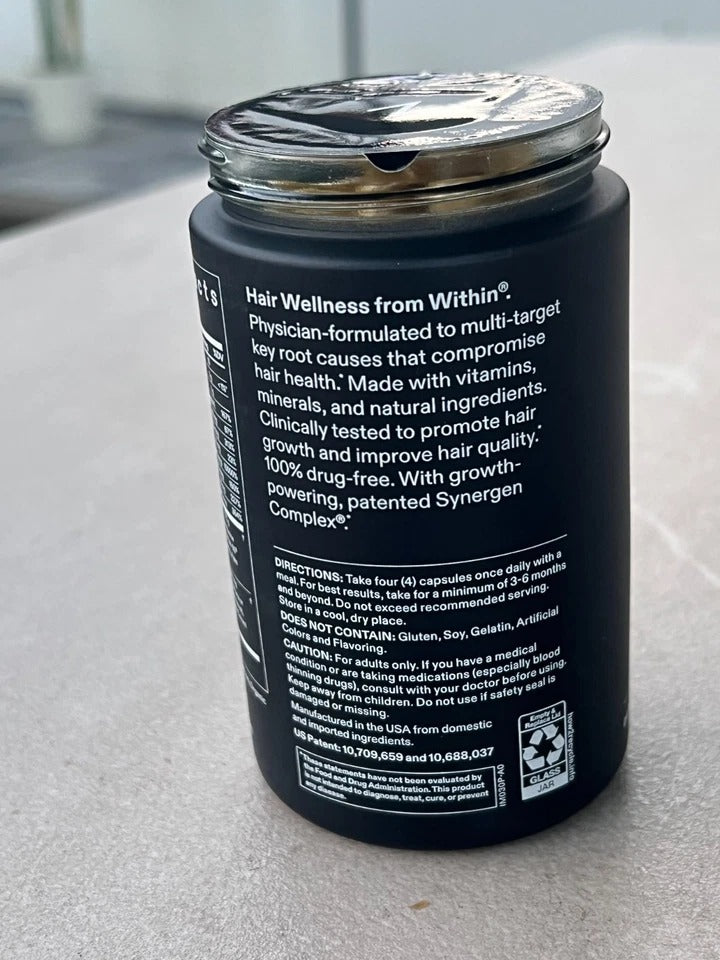 cts
Hair Wellness from Within®.
Physician-formulated to multi-target
key root causes that compromise
hair health.* Made with vitamins,
minerals, and natural ingredients.
Clinically tested to promote hair
growth and improve hair quality.*
100% drug-free. With growth-
powering, patented Synergen
Complex®.*
DIRECTIONS: Take four (4) capsules once daily with a
meal. For best results, take for a minimum of 3-6 months
and beyond. Do not exceed recommended serving.
Store in a cool, dry place.
DOES NOT CONTAIN: Gluten, Soy, Gelatin, Artificial
Colors and Flavoring.
CAUTION: For adults only. If you have a medical
condition or are taking medications (especially blood
thinning drugs), consult with your doctor before using.
Keep away from children. Do not use if safety seal is
damaged or missing.
Manufactured in the USA from domestic
and imported ingredients.
US Patent: 10,709,659 and 10,688,037
*These statements have not been evaluated by
the Food and Drug Administration. This product
is not intended to diagnose, treat, cure, or prevent
any disease.
IM030P-A0
Empty &
Replace Lid
GLASS
JAR
how2recycle.info